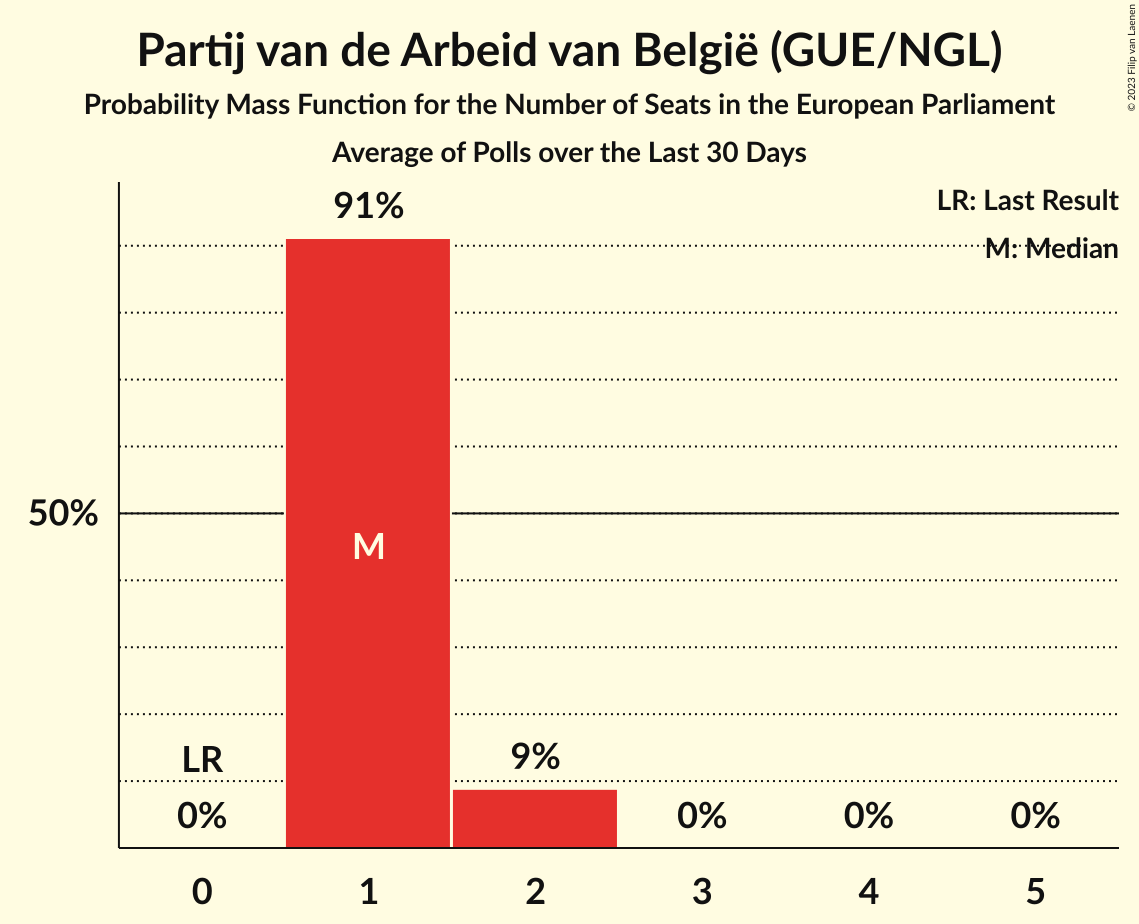 Partij van de Arbeid van België (GUE/NGL)
Probability Mass Function for the Number of Seats in the European Parliament
Average of Polls over the Last 30 Days
© 2023 Filip van Laenen
LR: Last Result
M: Median
91%
50%
M
LR
9%
0%
0%
0%
0%
0
1
2
3
4
5